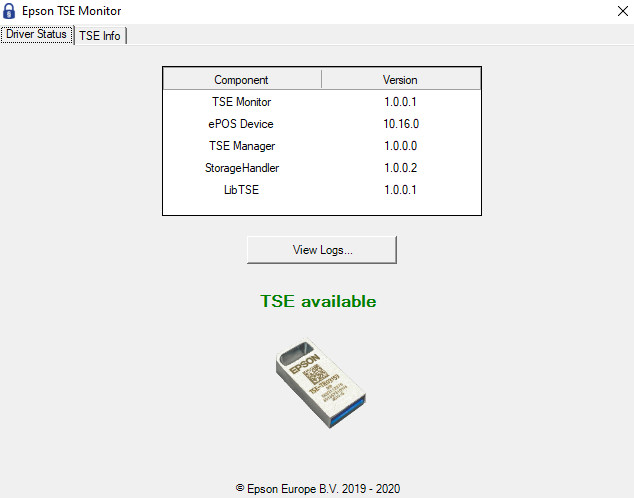 Epson TSE Monitor
Driver Status TSE Info
Component Version
TSE Monitor 1.0.0.1
ePOS Device 10.16.0
TSE Manager 1.0.0.0
StorageHandler 1.0.0.2
LibTSE 1.0.0.1
View Logs...
TSE available
EPSON
© Epson Europe B.V. 2019 - 2020